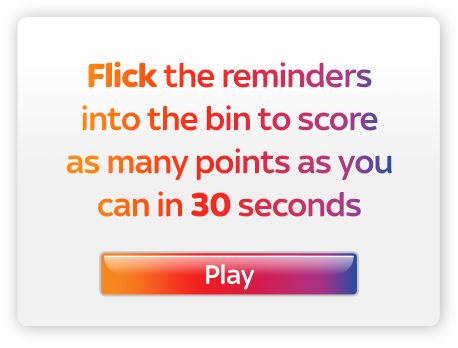 Flick the reminders
into the bin to score
as many points as you
can in 30 seconds
Play